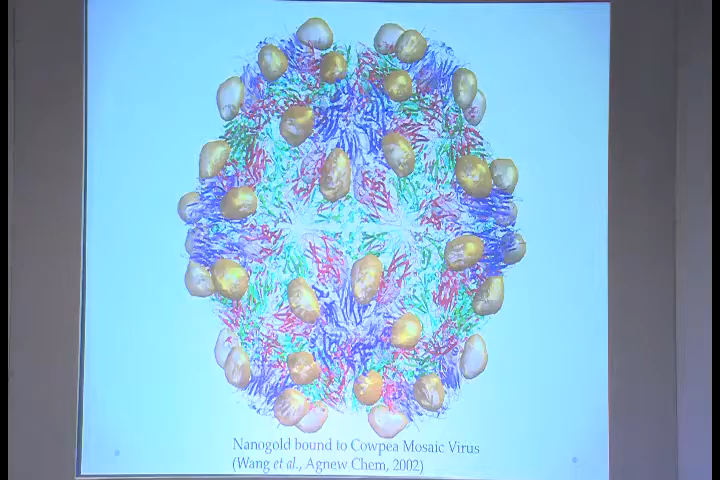 Nanogold bound to Cowpea Mosaic Virus
(Wang et al., Agnew Chem, 2002)